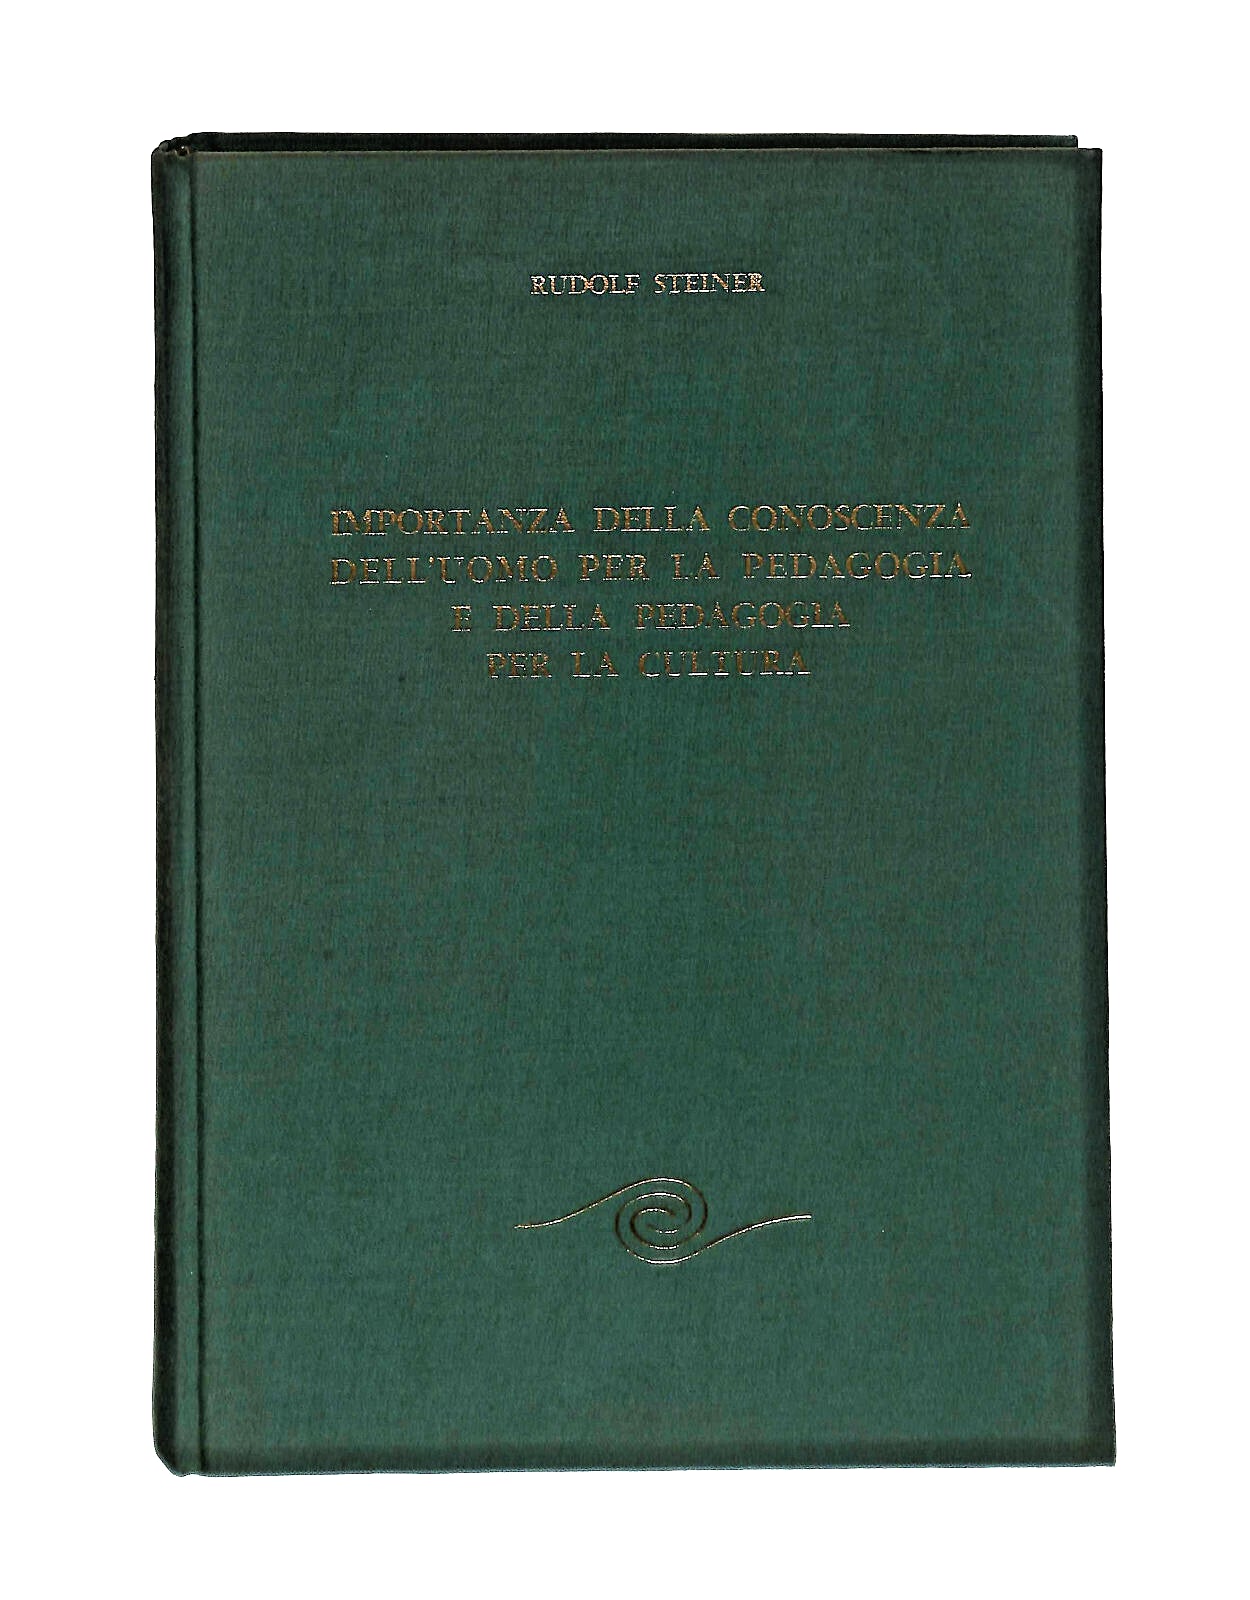 RUDOLF STEINER
IMPORTANZA DELLA CONOSCENZA
DELL'UOMO PER LA PEDAGOGIA
E DELLA PEDAGOGIA
PER LA CULTURA